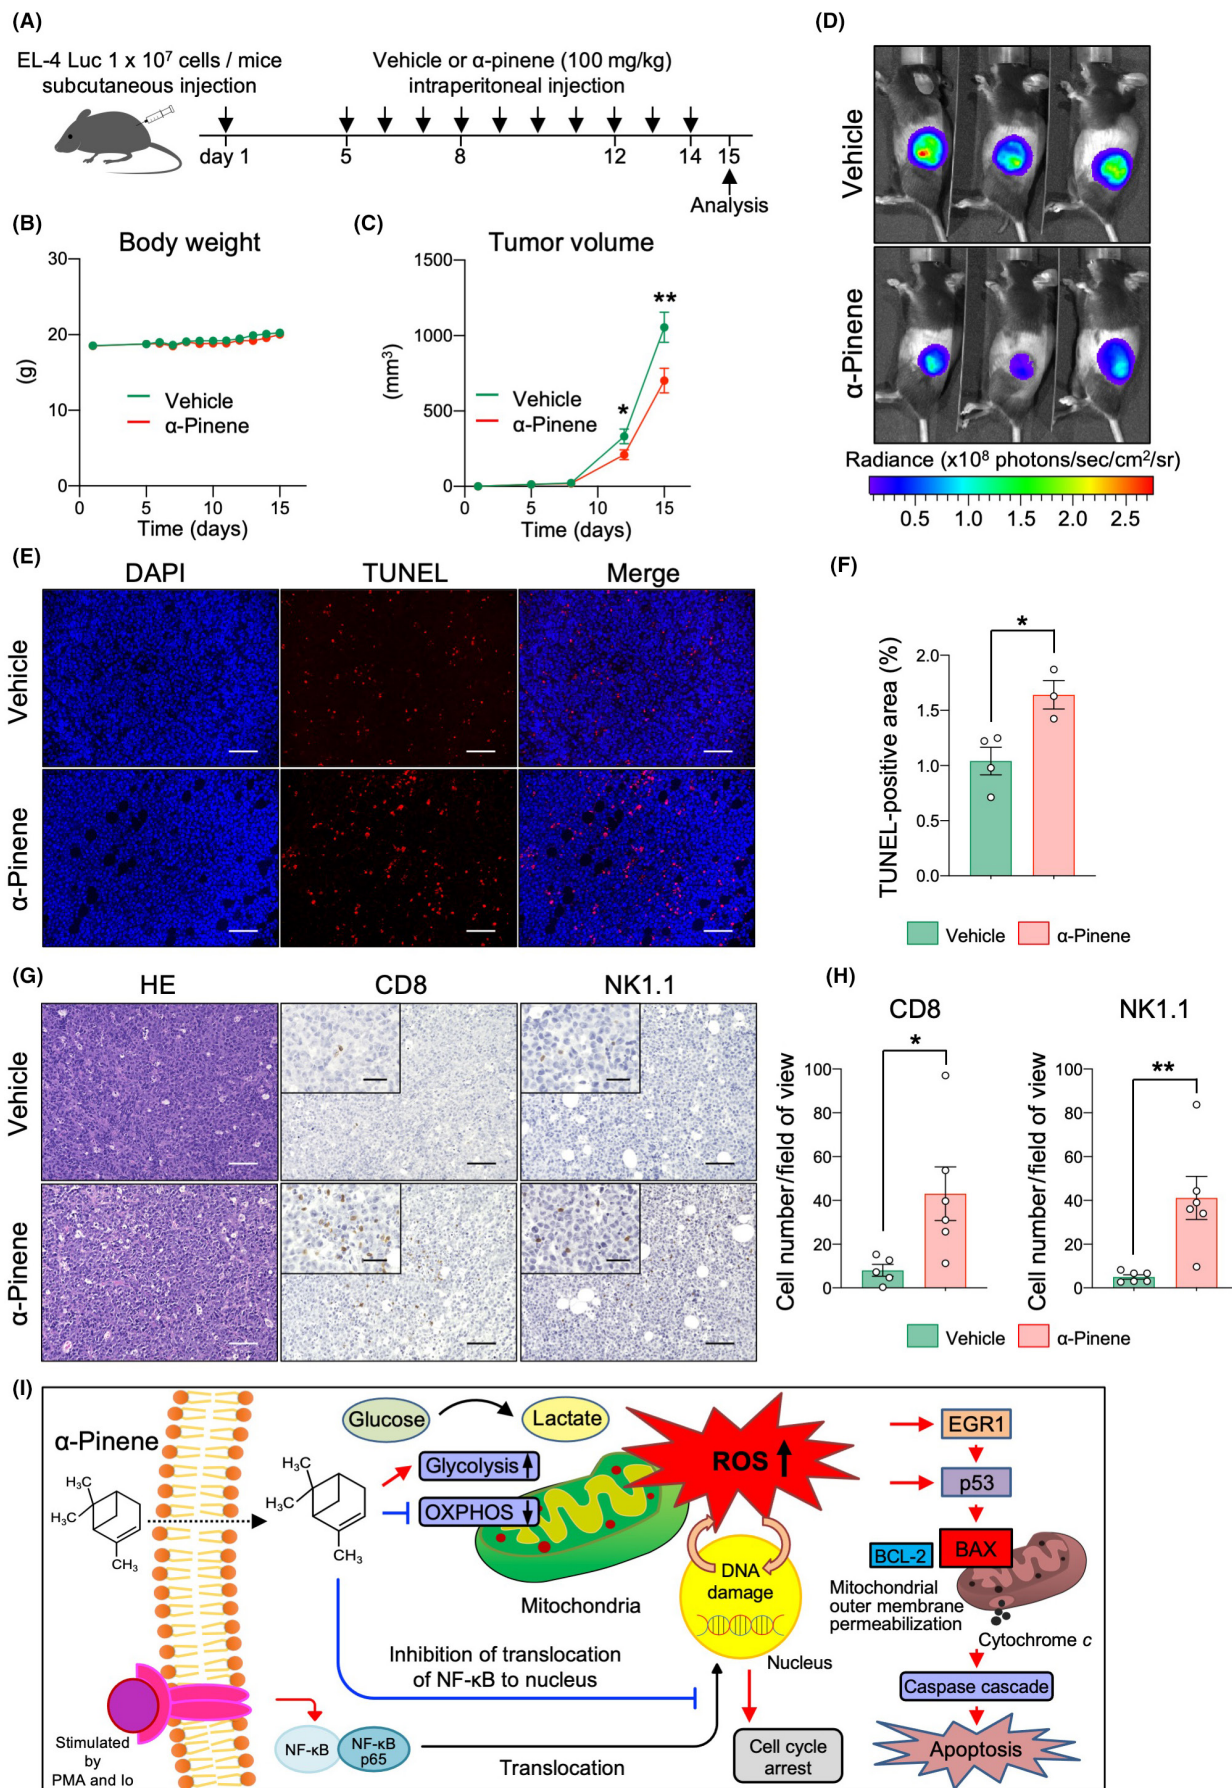 (A)
EL-4 Luc 1 x 10⁷ cells / mice
subcutaneous injection
Vehicle or α-pinene (100 mg/kg)
intraperitoneal injection
day 1
5
8
12
14
15
Analysis
(B)
Body weight
30
20
10
0
(g)
Vehicle
α-Pinene
0
5
10
15
Time (days)
(C)
Tumor volume
1500
1000
500
0
(mm³)
**
*
Vehicle
α-Pinene
0
5
10
15
Time (days)
(D)
Vehicle
α-Pinene
Radiance (x10⁸ photons/sec/cm²/sr)
0.5
1.0
1.5
2.0
2.5
(E)
DAPI
TUNEL
Merge
Vehicle
α-Pinene
(F)
*
TUNEL-positive area (%)
2.0
1.5
1.0
0.5
0.0
Vehicle
α-Pinene
(G)
HE
CD8
NK1.1
Vehicle
α-Pinene
(H)
CD8
*
Cell number/field of view
100
80
60
40
20
0
NK1.1
**
Cell number/field of view
100
80
60
40
20
0
Vehicle
α-Pinene
(I)
α-Pinene
H₃C
H₃C
CH₃
H₃C
H₃C
CH₃
Glucose
Lactate
Glycolysis
OXPHOS
Mitochondria
ROS
DNA
damage
Nucleus
Inhibition of translocation
of NF-κB to nucleus
Stimulated
by
PMA and Io
NF-κB
NF-κB
p65
Translocation
Cell cycle
arrest
EGR1
p53
BCL-2
BAX
Mitochondrial
outer membrane
permeabilization
Cytochrome c
Caspase cascade
Apoptosis